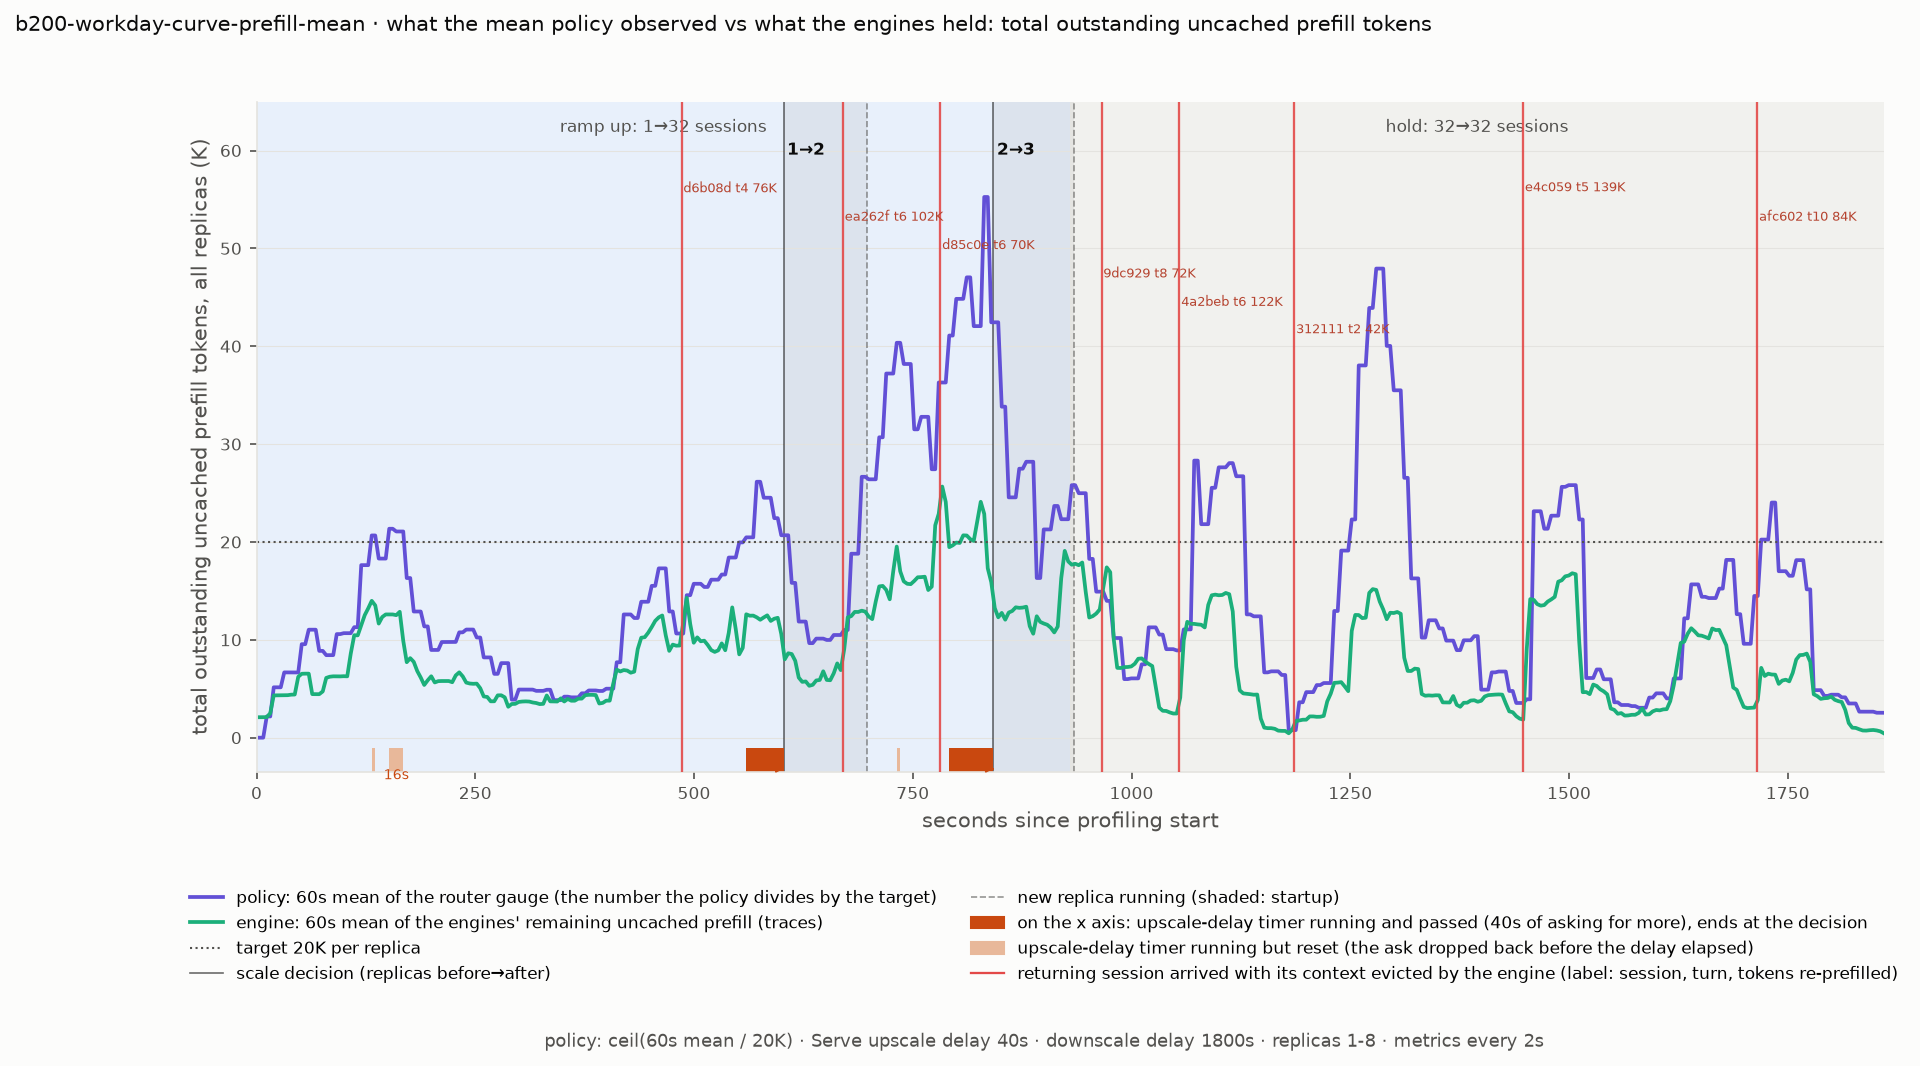 b200-workday-curve-prefill-mean · what the mean policy observed vs what the engines held: total outstanding uncached prefill tokens
ramp up: 1→32 sessions
hold: 32→32 sessions
1→2
2→3
d6b08d t4 76K
e4c059 t5 139K
ea262f t6 102K
afc602 t10 84K
d85c0e t6 70K
9dc929 t8 72K
4a2beb t6 122K
312111 t2 42K
total outstanding uncached prefill tokens, all replicas (K)
60
50
40
30
20
10
0
16s
0 250 500 750 1000 1250 1500 1750
seconds since profiling start
policy: 60s mean of the router gauge (the number the policy divides by the target)
engine: 60s mean of the engines' remaining uncached prefill (traces)
target 20K per replica
scale decision (replicas before→after)
new replica running (shaded: startup)
on the x axis: upscale-delay timer running and passed (40s of asking for more), ends at the decision
upscale-delay timer running but reset (the ask dropped back before the delay elapsed)
returning session arrived with its context evicted by the engine (label: session, turn, tokens re-prefilled)
policy: ceil(60s mean / 20K) · Serve upscale delay 40s · downscale delay 1800s · replicas 1-8 · metrics every 2s